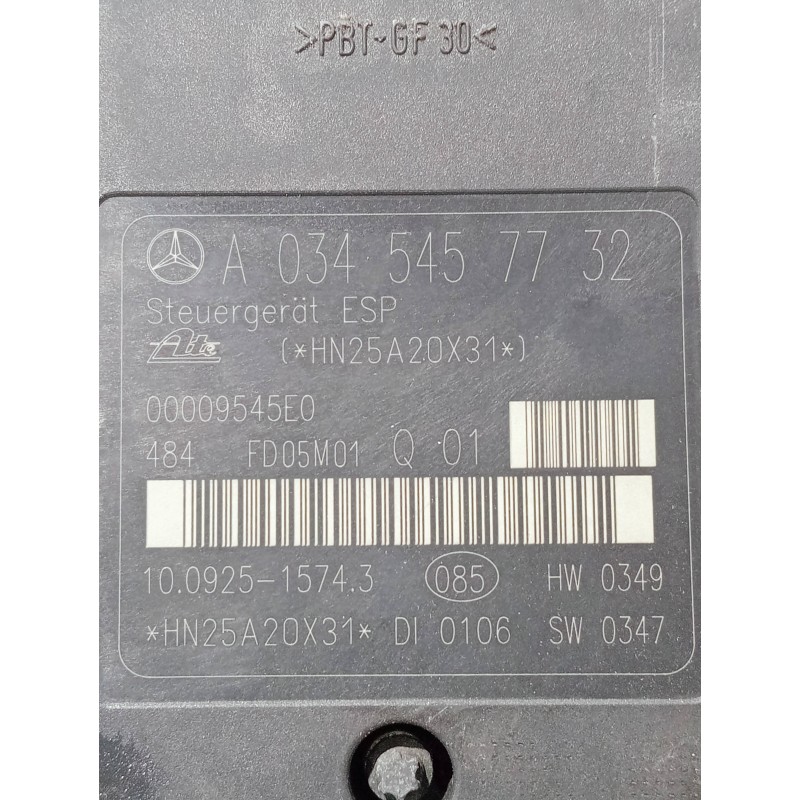 >PBT-GF 30<
A 034 545 77 32
Steuergerät ESP
Ate (*HN25A20X31*)
00009545E0
484 FD05M01 Q 01
10.0925-1574.3 085 HW 0349
*HN25A20X31* DI 0106 SW 0347